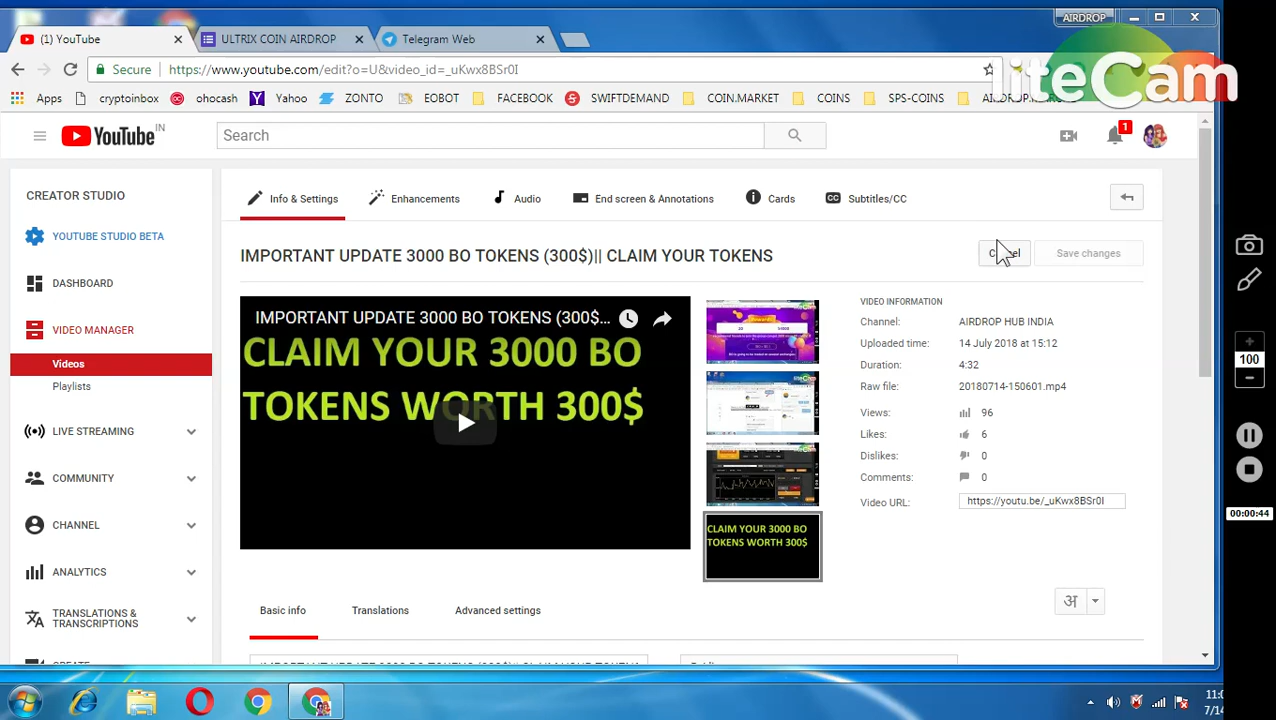 AIRDROP
(1) YouTube
ULTRIX COIN AIRDROP
Telegram Web
Secure
https://www.youtube.com/edit?o=U&video_id=_uKwx8BSr0I
liteCam
Apps
cryptoinbox
ohocash
Yahoo
ZONTO
EOBOT
FACEBOOK
SWIFTDEMAND
COIN.MARKET
COINS
SPS-COINS
YouTube IN
Search
1
CREATOR STUDIO
YOUTUBE STUDIO BETA
DASHBOARD
VIDEO MANAGER
Videos
Playlists
STREAMING
COMMUNITY
CHANNEL
ANALYTICS
TRANSLATIONS &
TRANSCRIPTIONS
Info & Settings
Enhancements
Audio
End screen & Annotations
Cards
CC
Subtitles/CC
IMPORTANT UPDATE 3000 BO TOKENS (300$)|| CLAIM YOUR TOKENS
Save changes
IMPORTANT UPDATE 3000 BO TOKENS (300$...
CLAIM YOUR 3000 BO
TOKENS WORTH 300$
CLAIM YOUR 3000 BO
TOKENS WORTH 300$
VIDEO INFORMATION
Channel: AIRDROP HUB INDIA
Uploaded time: 14 July 2018 at 15:12
Duration: 4:32
Raw file: 20180714-150601.mp4
Views: 96
Likes: 6
Dislikes: 0
Comments: 0
Video URL: https://youtu.be/_uKwx8BSr0I
Basic info
Translations
Advanced settings
अ
100
00:00:44